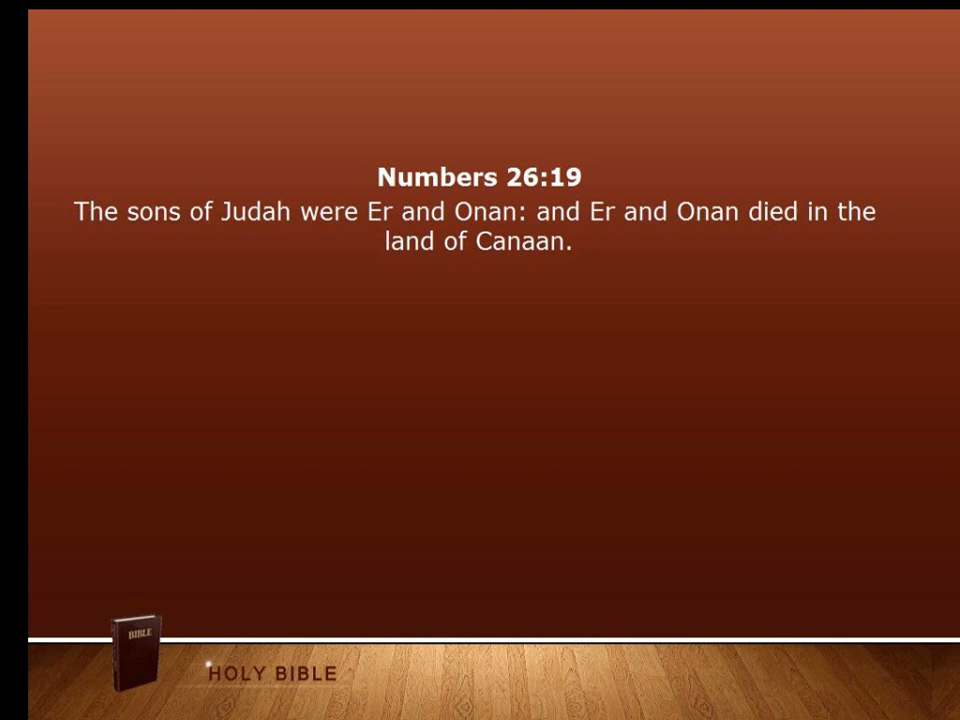 Numbers 26:19
The sons of Judah were Er and Onan: and Er and Onan died in the
land of Canaan.
BIBLE
HOLY BIBLE